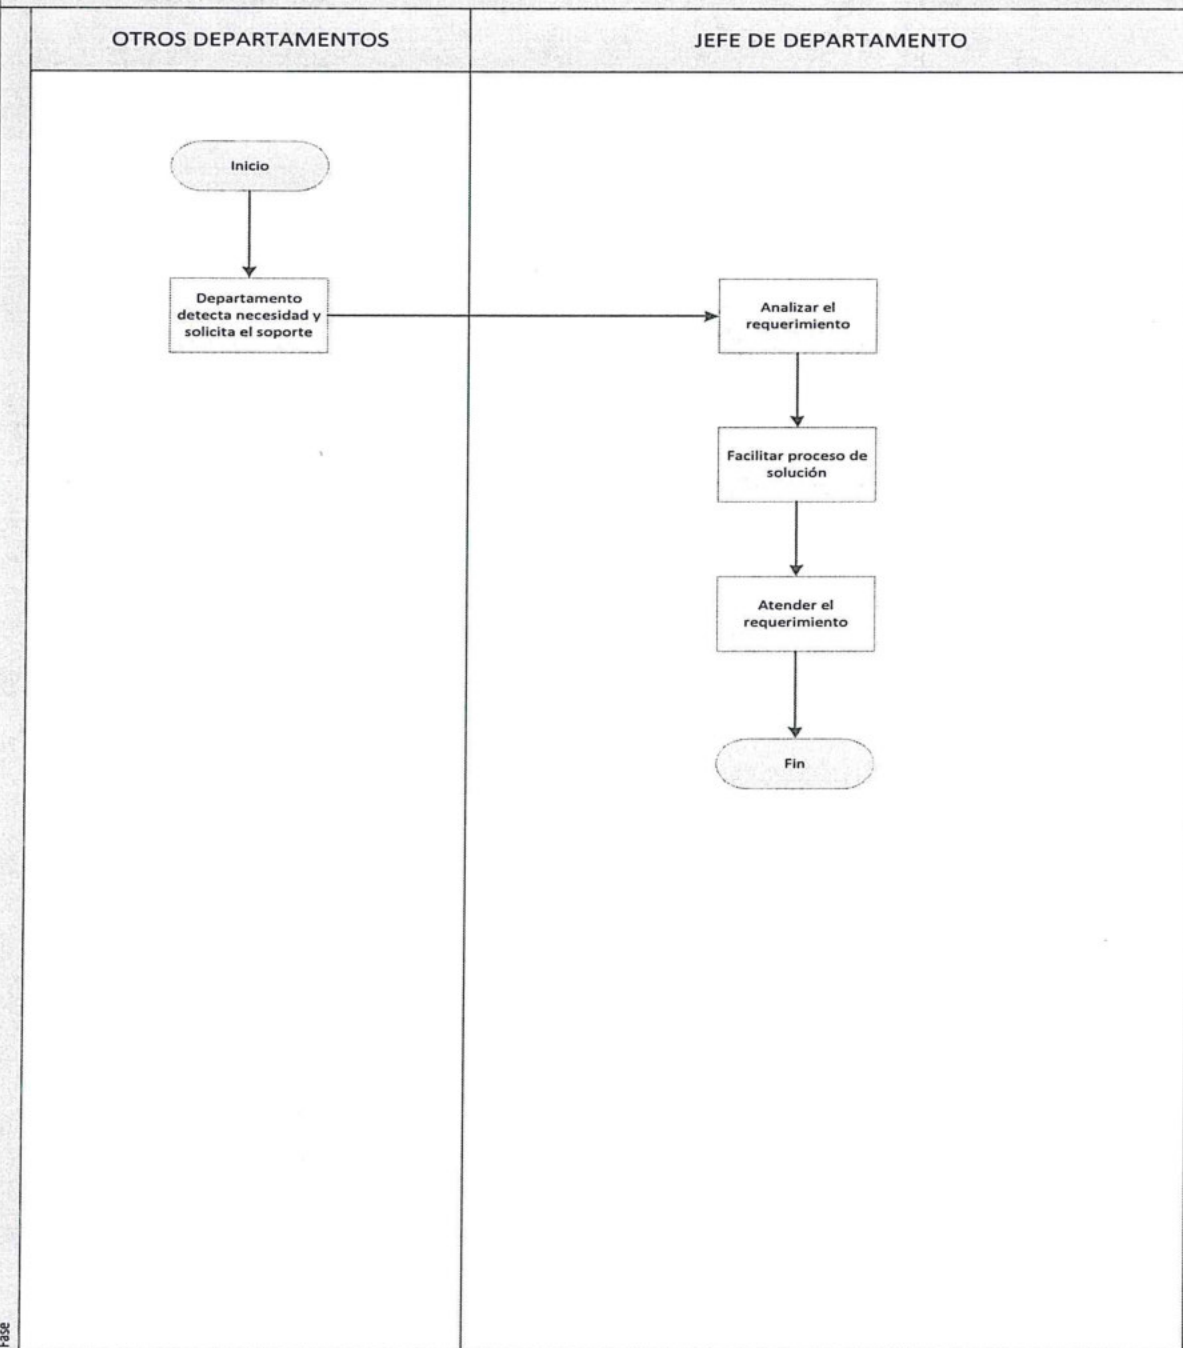 OTROS DEPARTAMENTOS
JEFE DE DEPARTAMENTO
Inicio
Departamento
detecta necesidad y
solicita el soporte
Analizar el
requerimiento
Facilitar proceso de
solución
Atender el
requerimiento
Fin
Fase